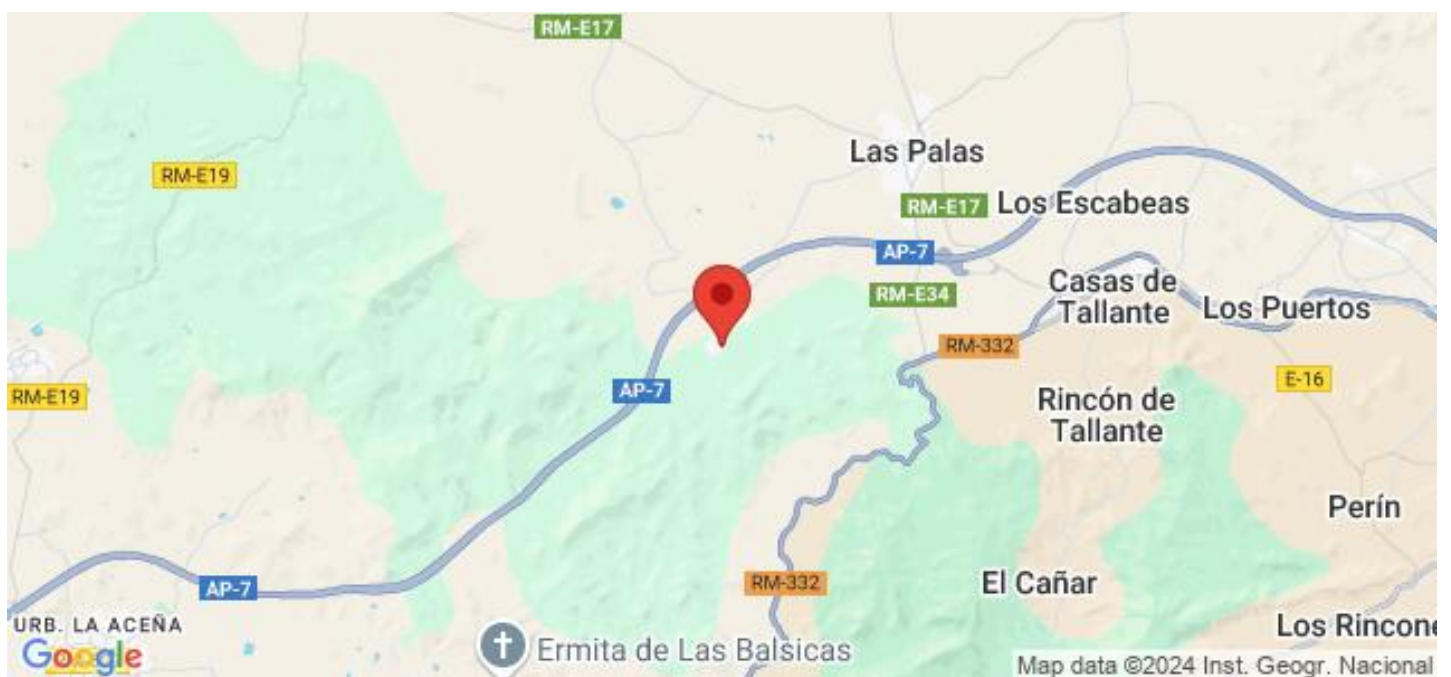 RM-E17
Las Palas
RM-E19
RM-E17
Los Escabeas
AP-7
Casas de
Tallante
RM-E34
Los Puertos
RM-332
E-16
AP-7
RM-E19
Rincón de
Tallante
Perín
El Cañar
RM-332
AP-7
URB. LA ACEÑA
Los Rincone
Google
Ermita de Las Balsicas
Map data ©2024 Inst. Geogr. Nacional